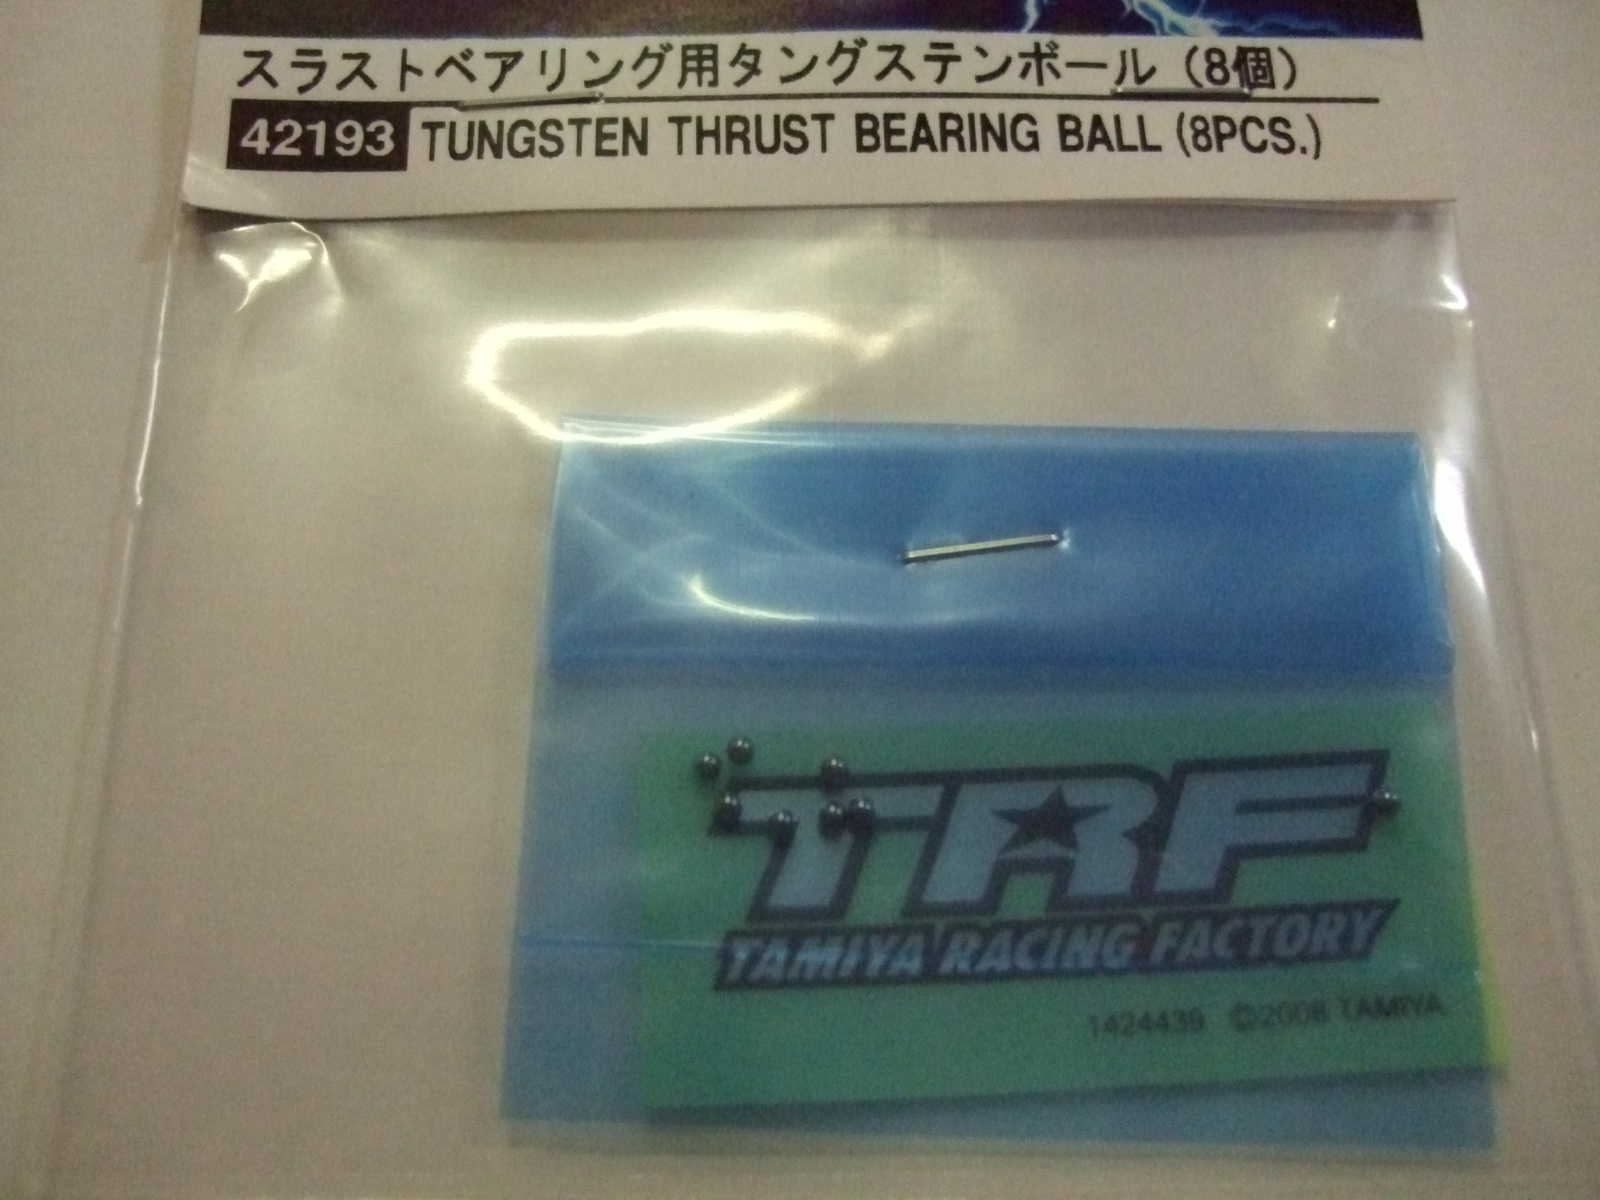 スラストベアリング用タングステンボール（8個）
42193 TUNGSTEN THRUST BEARING BALL (8PCS.)
TRF
TAMIYA RACING FACTORY
1424439 ©2008 TAMIYA